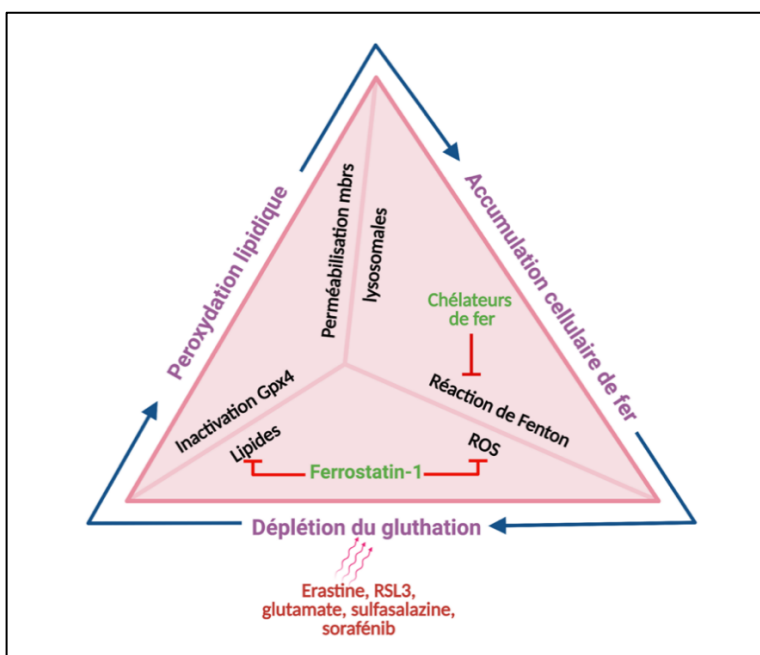 Peroxydation lipidique
Accumulation cellulaire de fer
Perméabilisation mbrs
lysosomales
Chélateurs
de fer
Réaction de Fenton
Inactivation Gpx4
Lipides
ROS
Ferrostatin-1
Déplétion du gluthation
Erastine, RSL3,
glutamate, sulfasalazine,
sorafénib